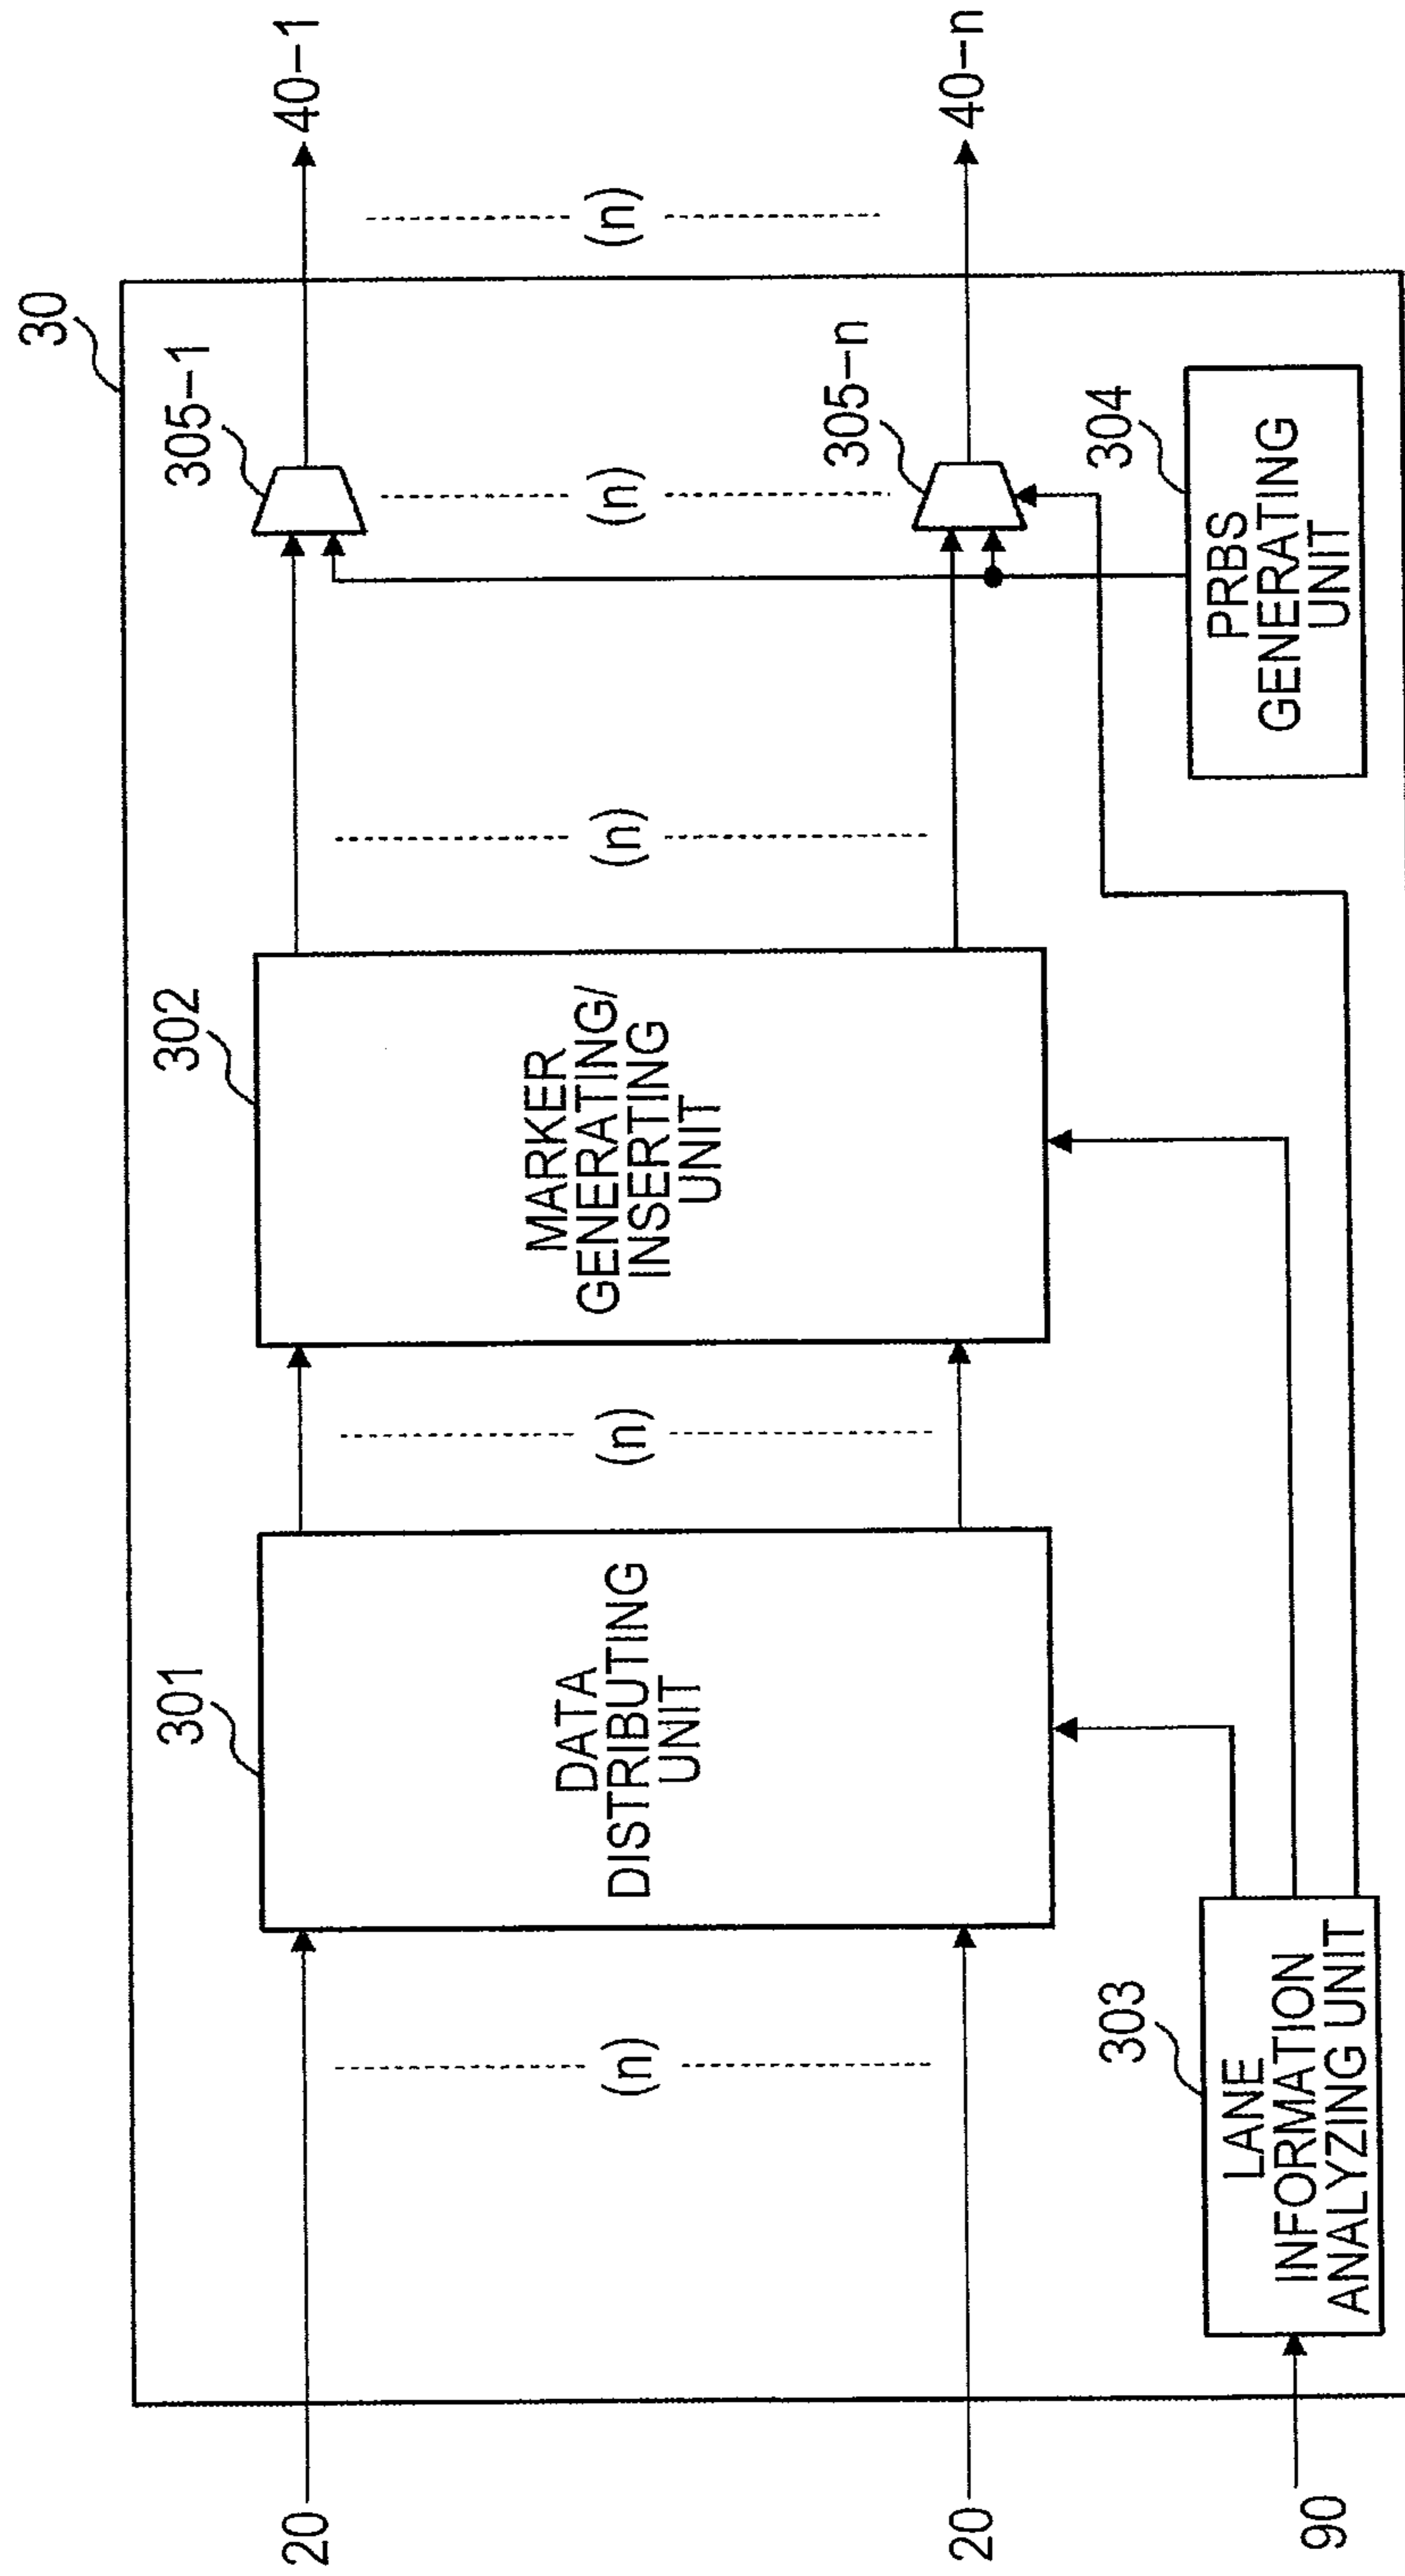 30
20
(n)
20
301
DATA
DISTRIBUTING
UNIT
(n)
302
MARKER
GENERATING/
INSERTING
UNIT
(n)
305-1
(n)
305-n
40-1
(n)
40-n
90
303
LANE
INFORMATION
ANALYZING UNIT
304
PRBS
GENERATING
UNIT